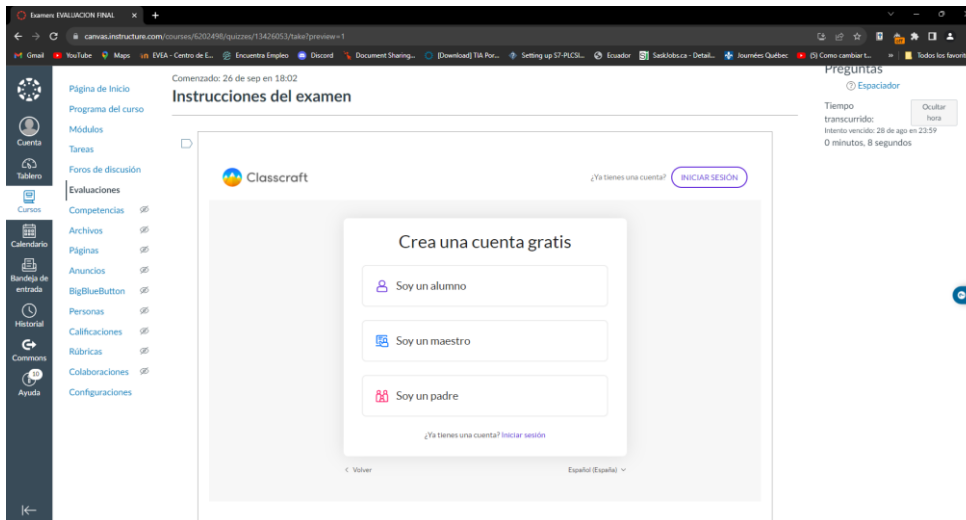 Examen: EVALUACION FINAL
canvas.instructure.com/courses/6202498/quizzes/13426053/take?preview=1
Gmail
YouTube
Maps
EVEA - Centro de E...
Encuentra Empleo
Discord
Document Sharing...
[Download] TIA Por...
Setting up S7-PLCSI...
Ecuador
SaskJobs.ca - Detail...
Journées Québec
(5) Como cambiar t...
»
Todos los favorit
Cuenta
Tablero
Cursos
Calendario
Bandeja de
entrada
Historial
Commons
10
Ayuda
Página de Inicio
Programa del curso
Módulos
Tareas
Foros de discusión
Evaluaciones
Competencias
Archivos
Páginas
Anuncios
BigBlueButton
Personas
Calificaciones
Rúbricas
Colaboraciones
Configuraciones
Comenzado: 26 de sep en 18:02
Instrucciones del examen
Classcraft
¿Ya tienes una cuenta? INICIAR SESIÓN
Crea una cuenta gratis
Soy un alumno
Soy un maestro
Soy un padre
¿Ya tienes una cuenta? Iniciar sesión
< Volver
Español (España)
Preguntas
Espaciador
Tiempo
transcurrido:
Ocultar
hora
Intento vencido: 28 de ago en 23:59
0 minutos, 8 segundos